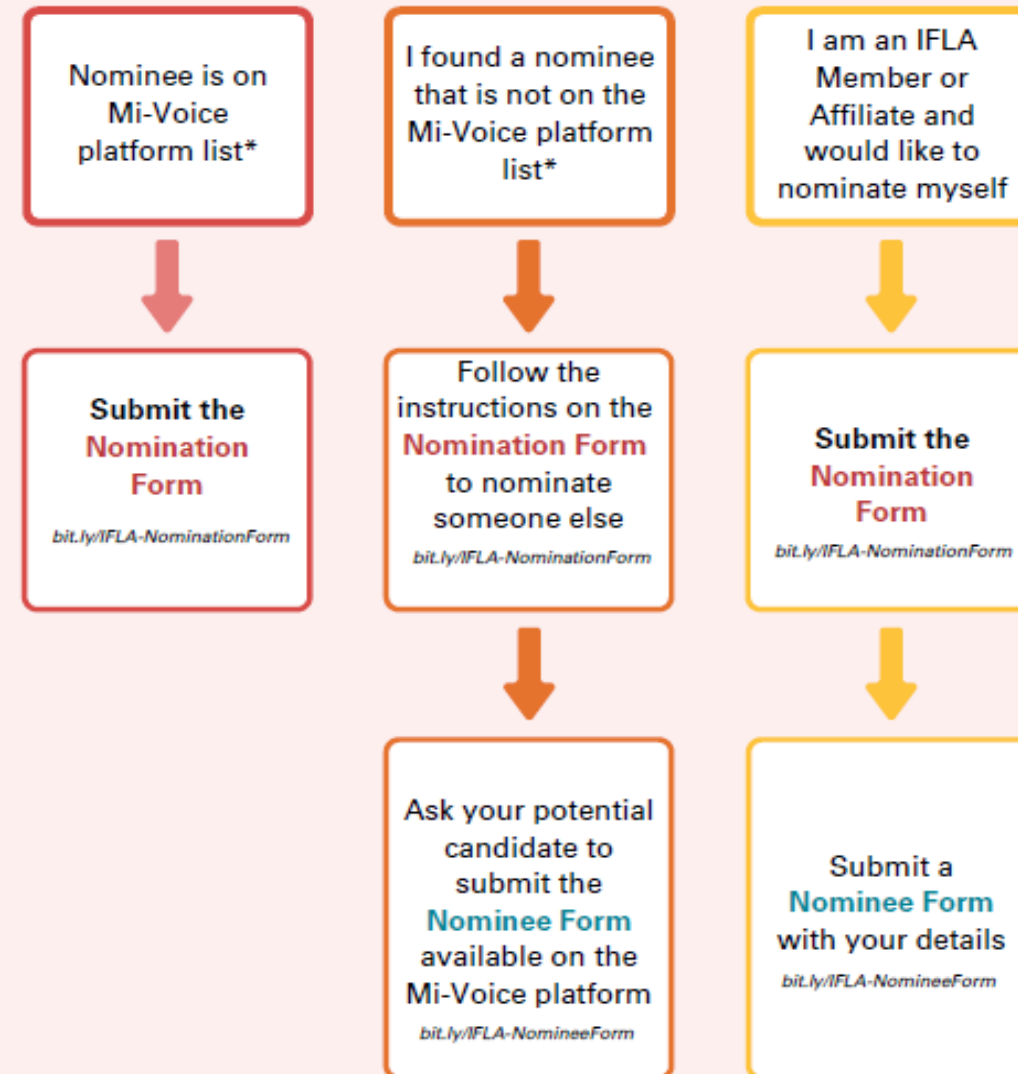 Nominee is on
Mi-Voice
platform list*
Submit the
Nomination
Form
bit.ly/IFLA-NominationForm
I found a nominee
that is not on the
Mi-Voice platform
list*
Follow the
instructions on the
Nomination Form
to nominate
someone else
bit.ly/IFLA-NominationForm
Ask your potential
candidate to
submit the
Nominee Form
available on the
Mi-Voice platform
bit.ly/IFLA-NomineeForm
I am an IFLA
Member or
Affiliate and
would like to
nominate myself
Submit the
Nomination
Form
bit.ly/IFLA-NominationForm
Submit a
Nominee Form
with your details
bit.ly/IFLA-NomineeForm